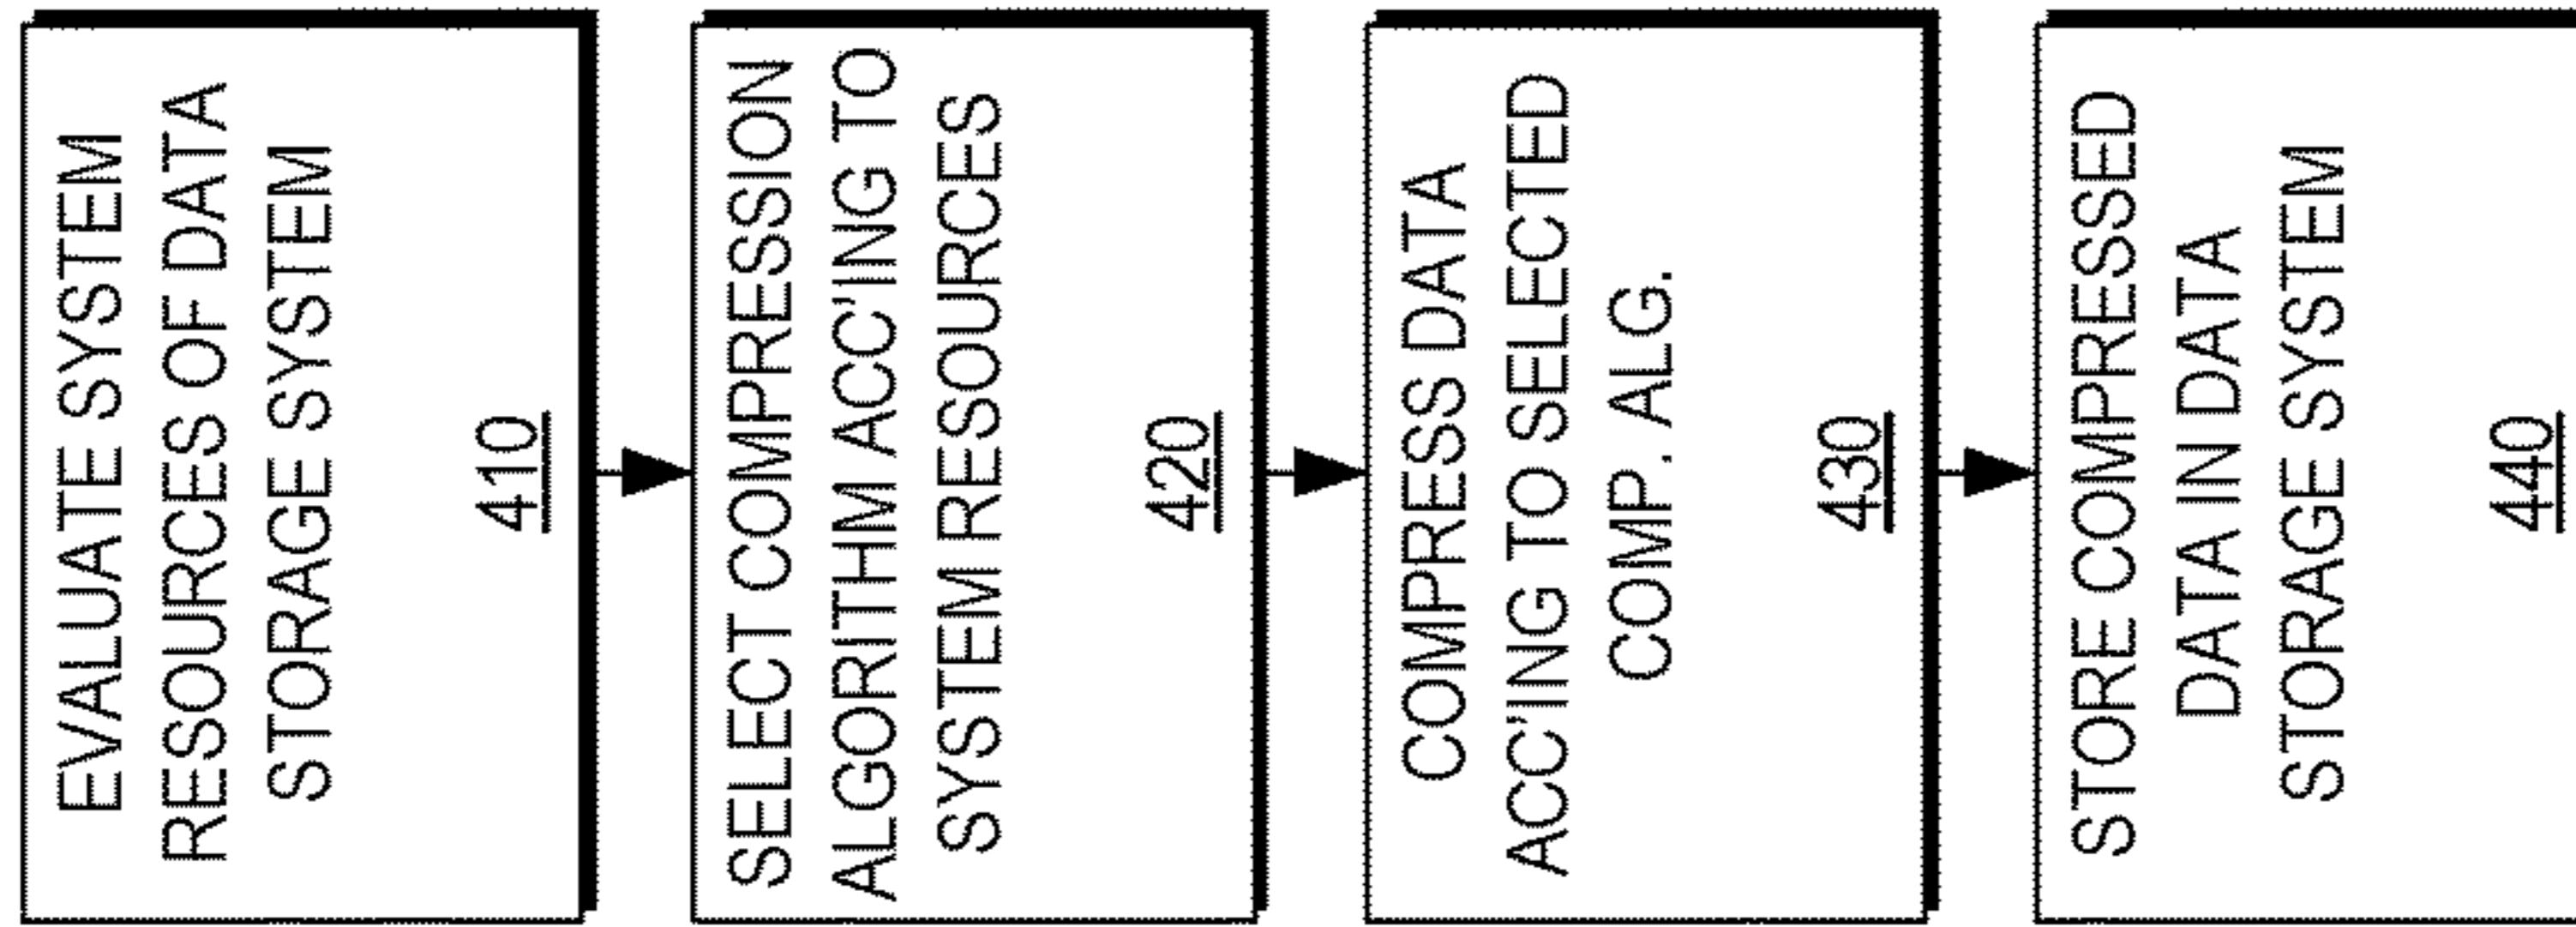 EVALUATE SYSTEM
RESOURCES OF DATA
STORAGE SYSTEM
410
SELECT COMPRESSION
ALGORITHM ACC'ING TO
SYSTEM RESOURCES
420
COMPRESS DATA
ACC'ING TO SELECTED
COMP. ALG.
430
STORE COMPRESSED
DATA IN DATA
STORAGE SYSTEM
440